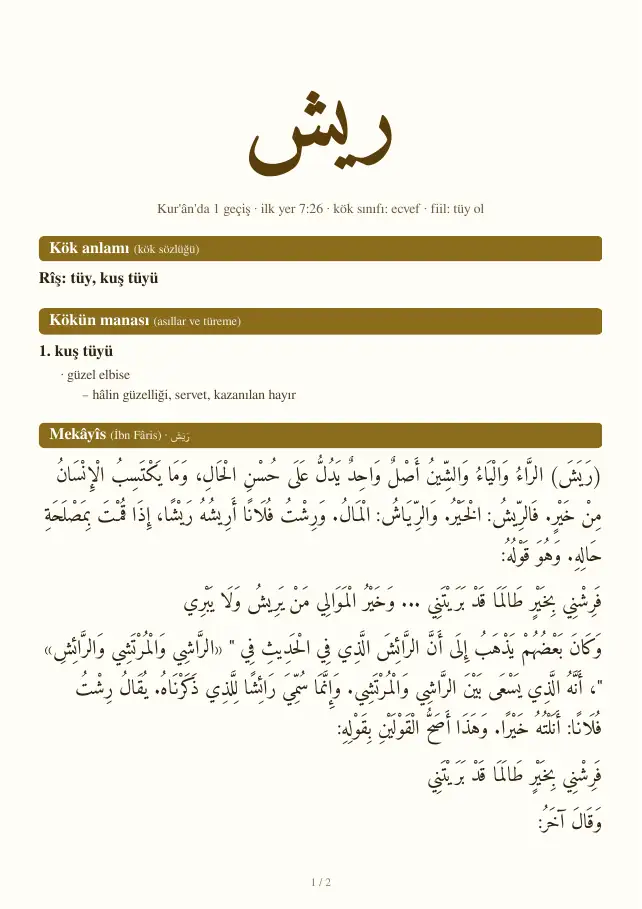 ريش
Kur'ân'da 1 geçiş · ilk yer 7:26 · kök sınıfı: ecvef · fiil: tüy ol
Kök anlamı (kök sözlüğü)
Rîş: tüy, kuş tüyü
Kökün manası (asıllar ve türeme)
1. kuş tüyü
· güzel elbise
– hâlin güzelliği, servet, kazanılan hayır
Mekâyîs (İbn Fâris) · رَيَشَ
(رَيَشَ) الرَّاءُ وَالْيَاءُ وَالشِّينُ أَصْلٌ وَاحِدٌ يَدُلُّ عَلَى حُسْنِ الْحَالِ، وَمَا يَكْتَسِبُ الْإِنْسَانُ
مِنْ خَيْرٍ. فَالرِّيشُ: الْخَيْرُ. وَالرِّيَاشُ: الْمَالُ. وَرِشْتُ فُلَانًا أَرِيشُهُ رَيْشًا، إِذَا قُمْتَ بِمَصْلَحَةِ
حَالِهِ. وَهُوَ قَوْلُهُ:
فَرِشْنِي بِخَيْرٍ طَالَمَا قَدْ بَرَيْتَنِي ... وَخَيْرُ الْمَوَالِي مَنْ يَرِيشُ وَلَا يَبْرِي
وَكَانَ بَعْضُهُمْ يَذْهَبُ إِلَى أَنَّ الرَّائِشَ الَّذِي فِي الْحَدِيثِ فِي " «الرَّاشِي وَالْمُرْتَشِي وَالرَّائِشِ»
"، أَنَّهُ الَّذِي يَسْعَى بَيْنَ الرَّاشِي وَالْمُرْتَشِي. وَإِنَّمَا سُمِّيَ رَائِشًا لِلَّذِي ذَكَرْنَاهُ. يُقَالُ رِشْتُ
فُلَانًا: أَنَلْتُهُ خَيْرًا. وَهَذَا أَصَحُّ الْقَوْلَيْنِ بِقَوْلِهِ:
فَرِشْنِي بِخَيْرٍ طَالَمَا قَدْ بَرَيْتَنِي
وَقَالَ آخَرُ:
1 / 2